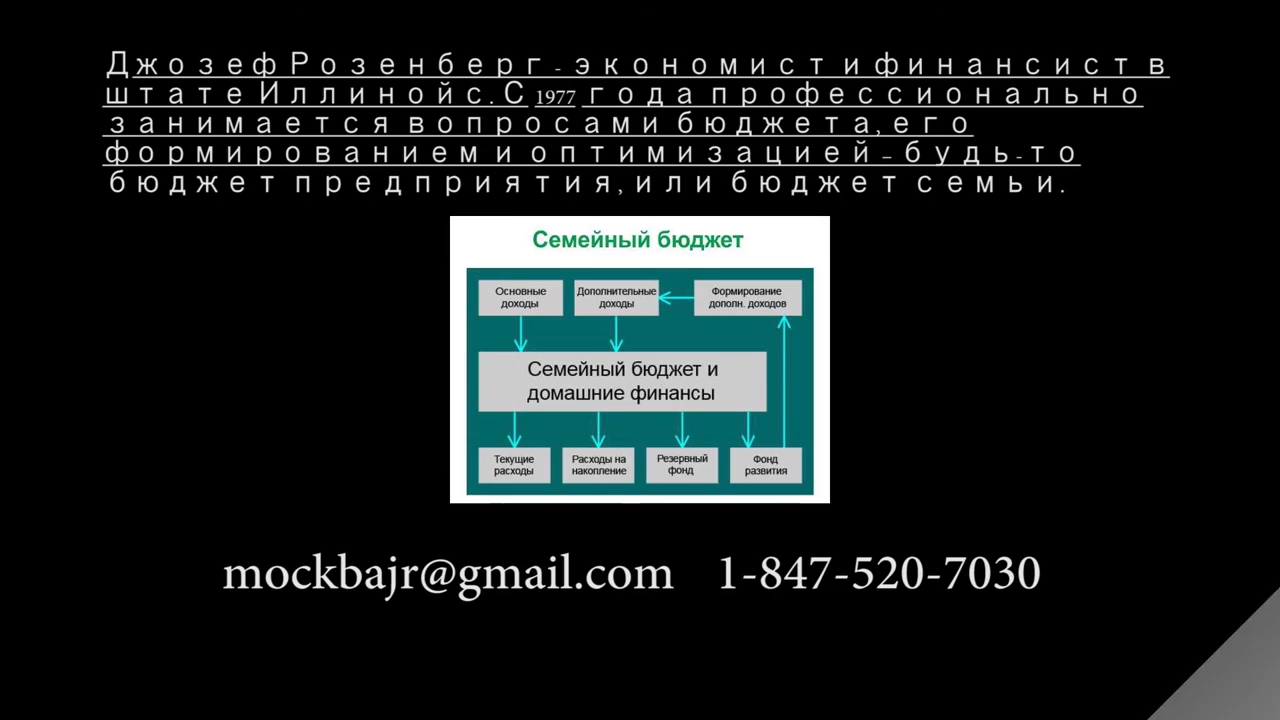 Джозеф Розенберг - экономист и финансист в
штате Иллинойс. С 1977 года профессионально
занимается вопросами бюджета, его
формированием и оптимизацией – будь-то
бюджет предприятия, или бюджет семьи.
Семейный бюджет
Основные
доходы
Дополнительные
доходы
Формирование
дополн. доходов
Семейный бюджет и
домашние финансы
Текущие
расходы
Расходы на
накопление
Резервный
фонд
Фонд
развития
mockbajr@gmail.com 1-847-520-7030